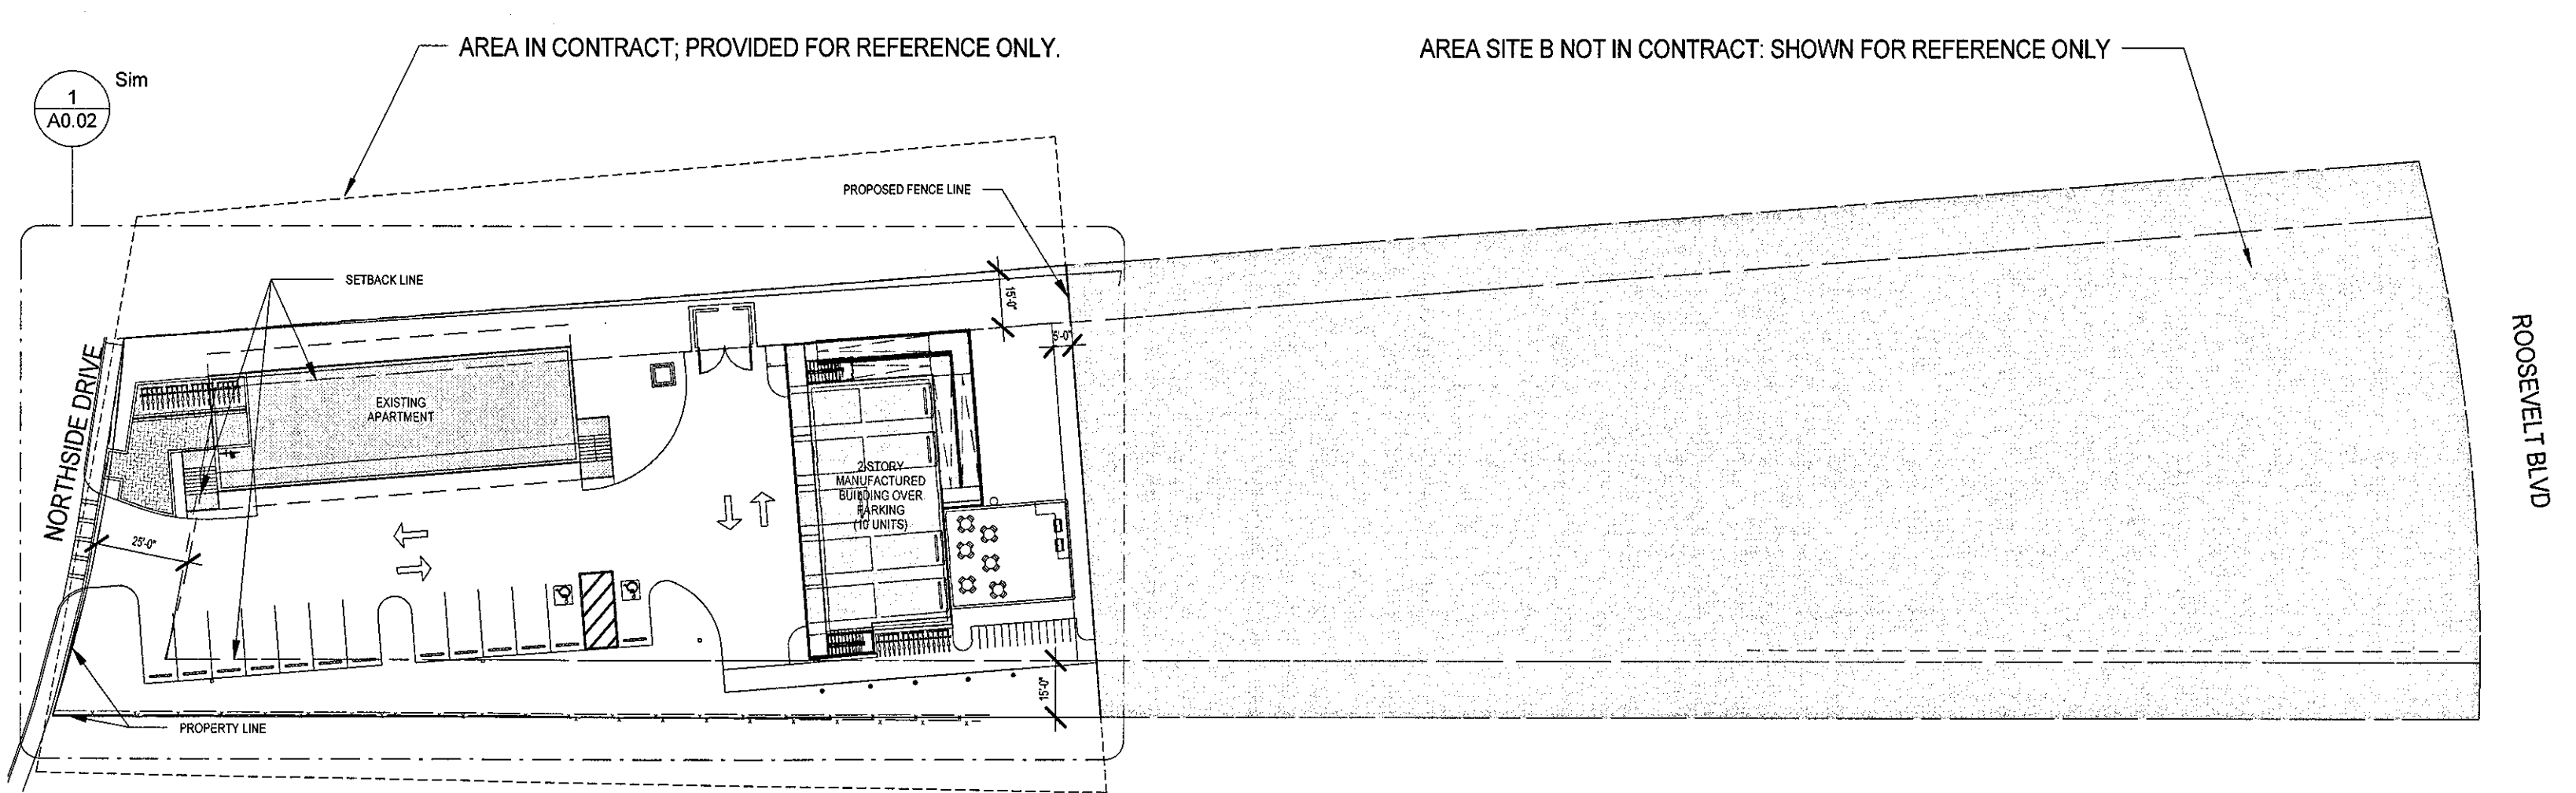 AREA IN CONTRACT; PROVIDED FOR REFERENCE ONLY.
AREA SITE B NOT IN CONTRACT: SHOWN FOR REFERENCE ONLY
Sim
1
A0.02
PROPOSED FENCE LINE
SETBACK LINE
15'-0"
5'-0"
NORTHSIDE DRIVE
EXISTING
APARTMENT
ROOSEVELT BLVD
2-STORY
MANUFACTURED
BUILDING OVER
PARKING
(10 UNITS)
25'-0"
15'-0"
PROPERTY LINE